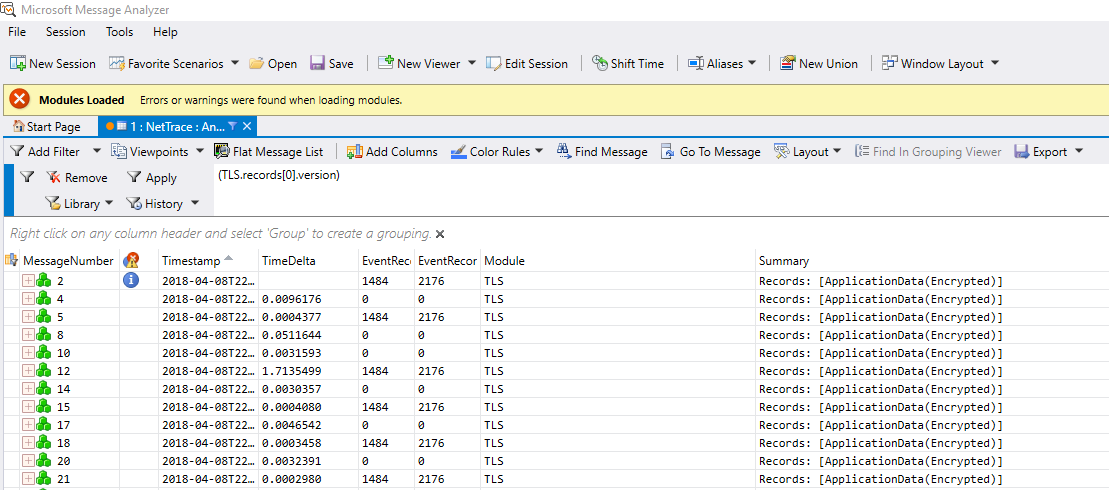 Microsoft Message Analyzer
File Session Tools Help
New Session Favorite Scenarios Open Save New Viewer Edit Session Shift Time Aliases New Union Window Layout
Modules Loaded Errors or warnings were found when loading modules.
Start Page 1 : NetTrace : An...
Add Filter Viewpoints Flat Message List Add Columns Color Rules Find Message Go To Message Layout Find In Grouping Viewer Export
Remove Apply (TLS.records[0].version)
Library History
Right click on any column header and select 'Group' to create a grouping.
MessageNumber Timestamp TimeDelta EventReco EventRecor Module Summary
2 2018-04-08T22... 1484 2176 TLS Records: [ApplicationData(Encrypted)]
4 2018-04-08T22... 0.0096176 0 0 TLS Records: [ApplicationData(Encrypted)]
5 2018-04-08T22... 0.0004377 1484 2176 TLS Records: [ApplicationData(Encrypted)]
8 2018-04-08T22... 0.0511644 0 0 TLS Records: [ApplicationData(Encrypted)]
10 2018-04-08T22... 0.0031593 0 0 TLS Records: [ApplicationData(Encrypted)]
12 2018-04-08T22... 1.7135499 1484 2176 TLS Records: [ApplicationData(Encrypted)]
14 2018-04-08T22... 0.0030357 0 0 TLS Records: [ApplicationData(Encrypted)]
15 2018-04-08T22... 0.0004080 1484 2176 TLS Records: [ApplicationData(Encrypted)]
17 2018-04-08T22... 0.0046542 0 0 TLS Records: [ApplicationData(Encrypted)]
18 2018-04-08T22... 0.0003458 1484 2176 TLS Records: [ApplicationData(Encrypted)]
20 2018-04-08T22... 0.0032391 0 0 TLS Records: [ApplicationData(Encrypted)]
21 2018-04-08T22... 0.0002980 1484 2176 TLS Records: [ApplicationData(Encrypted)]